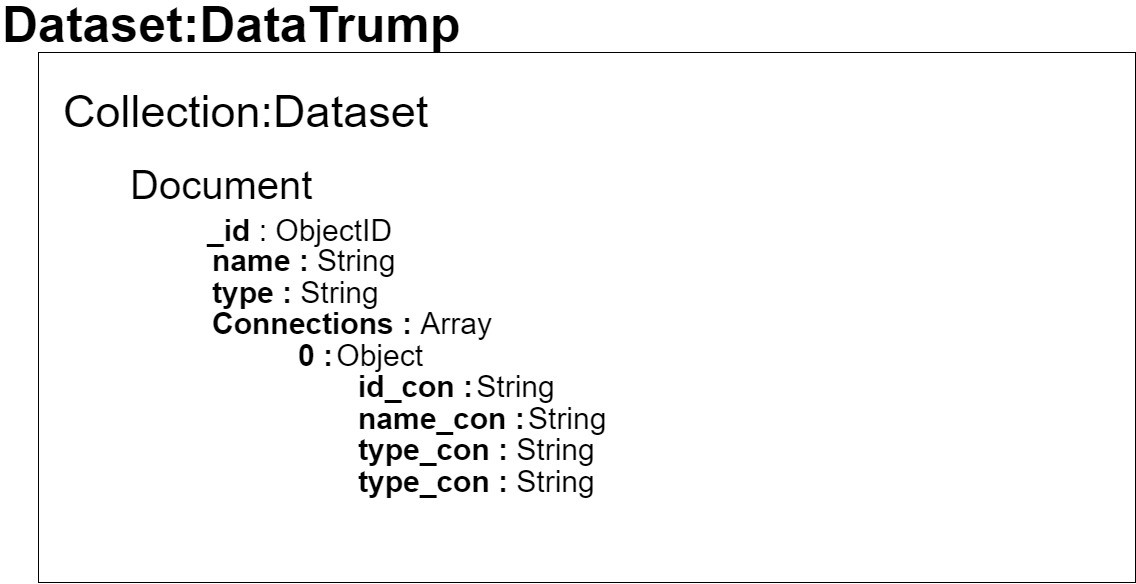 Dataset:DataTrump
Collection:Dataset
Document
_id : ObjectID
name : String
type : String
Connections : Array
0 :Object
id_con :String
name_con :String
type_con : String
type_con : String